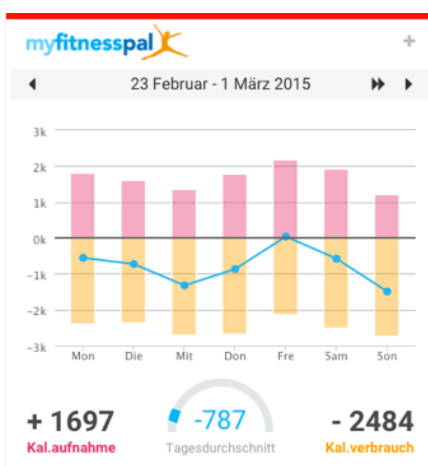 myfitnesspal
+
23 Februar - 1 März 2015
3k
2k
1k
0k
-1k
-2k
-3k
Mon Die Mit Don Fre Sam Son
+ 1697 -787 - 2484
Kal.aufnahme Tagesdurchschnitt Kal.verbrauch